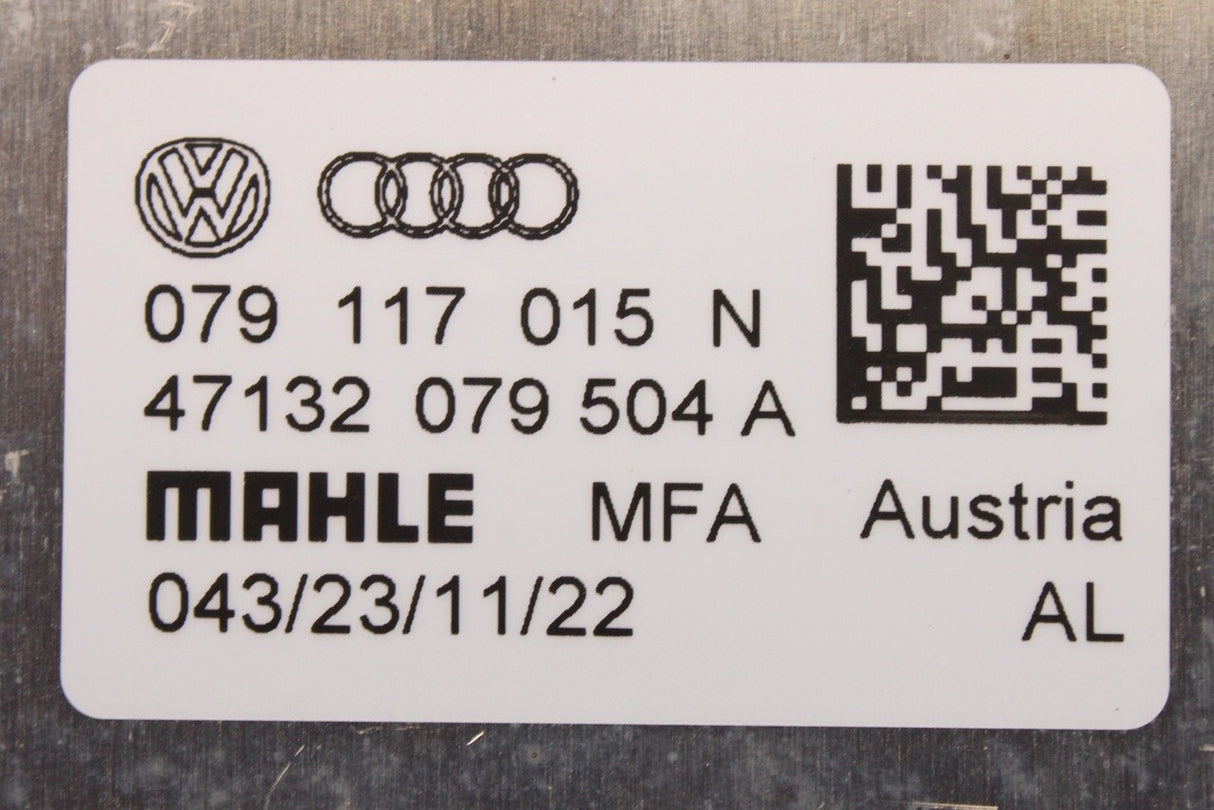 079 117 015 N
47132 079 504 A
MAHLE MFA Austria
043/23/11/22 AL